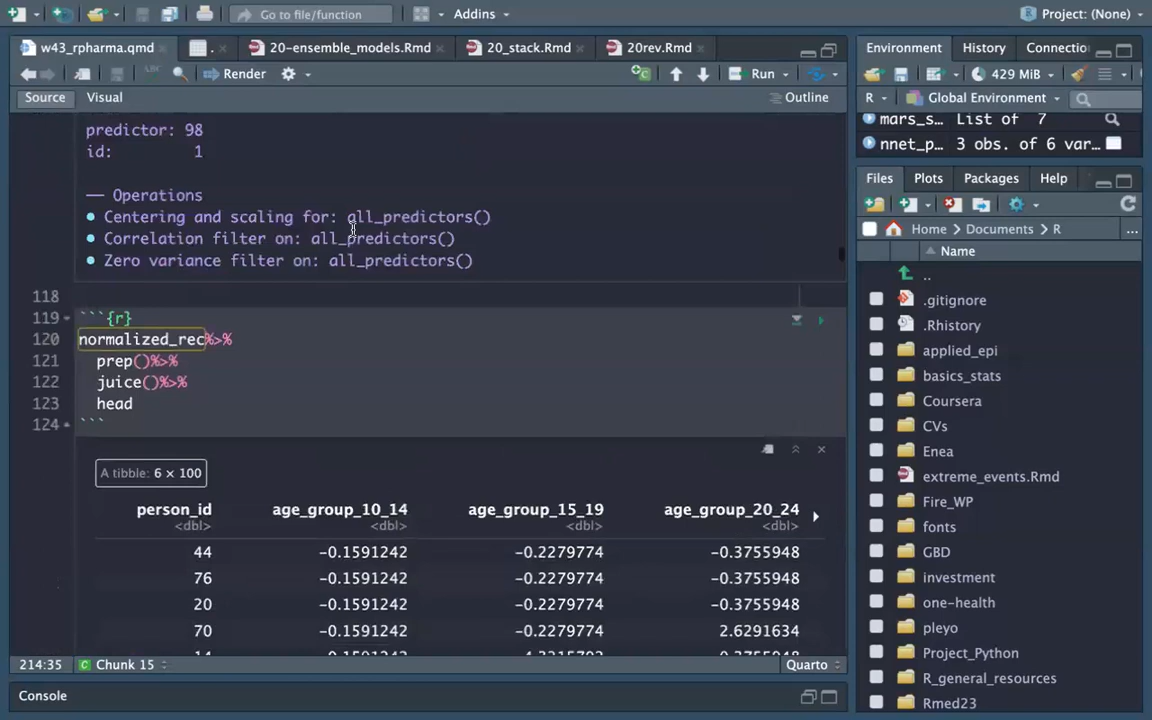 Go to file/function
Addins
Project: (None)
w43_rpharma.qmd
.
20-ensemble_models.Rmd
20_stack.Rmd
20rev.Rmd
ABC
Render
Run
Source
Visual
Outline
predictor: 98
id: 1
— Operations
• Centering and scaling for: all_predictors()
• Correlation filter on: all_predictors()
• Zero variance filter on: all_predictors()
118
119 ```{r}
120 normalized_rec%>%
121 prep()%>%
122 juice()%>%
123 head
124 ```
A tibble: 6 × 100
person_id age_group_10_14 age_group_15_19 age_group_20_24
<dbl> <dbl> <dbl> <dbl>
44 -0.1591242 -0.2279774 -0.3755948
76 -0.1591242 -0.2279774 -0.3755948
20 -0.1591242 -0.2279774 -0.3755948
70 -0.1591242 -0.2279774 2.6291634
214:35
Chunk 15
Quarto
Console
Environment
History
Connectio
429 MiB
R
Global Environment
mars_s… List of 7
nnet_p… 3 obs. of 6 var…
Files
Plots
Packages
Help
Home
Documents
R
...
Name
..
.gitignore
.Rhistory
applied_epi
basics_stats
Coursera
CVs
Enea
extreme_events.Rmd
Fire_WP
fonts
GBD
investment
one-health
pleyo
Project_Python
R_general_resources
Rmed23